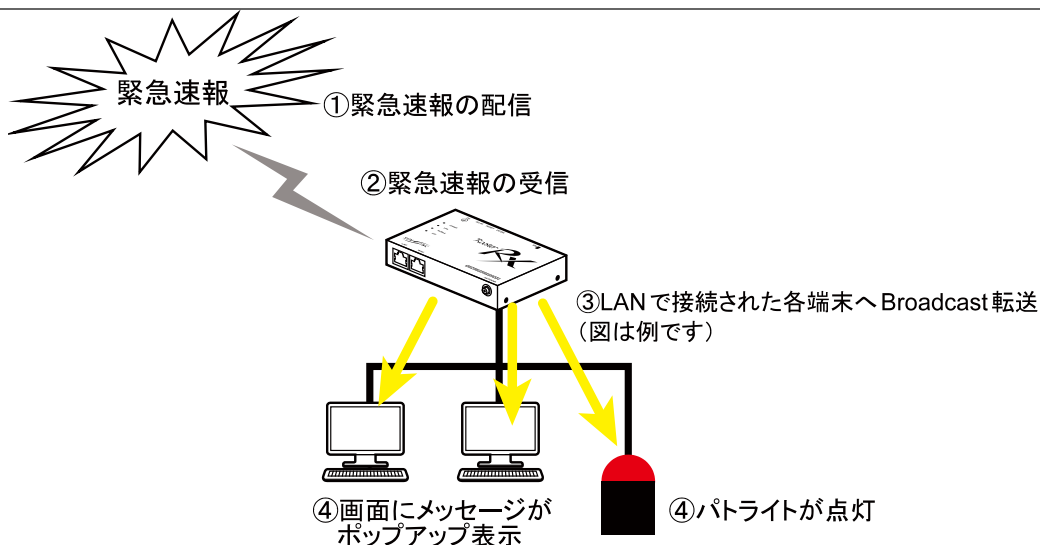 緊急速報
①緊急速報の配信
②緊急速報の受信
Rooster
RX
③LANで接続された各端末へBroadcast転送
（図は例です）
④画面にメッセージが
ポップアップ表示
④パトライトが点灯